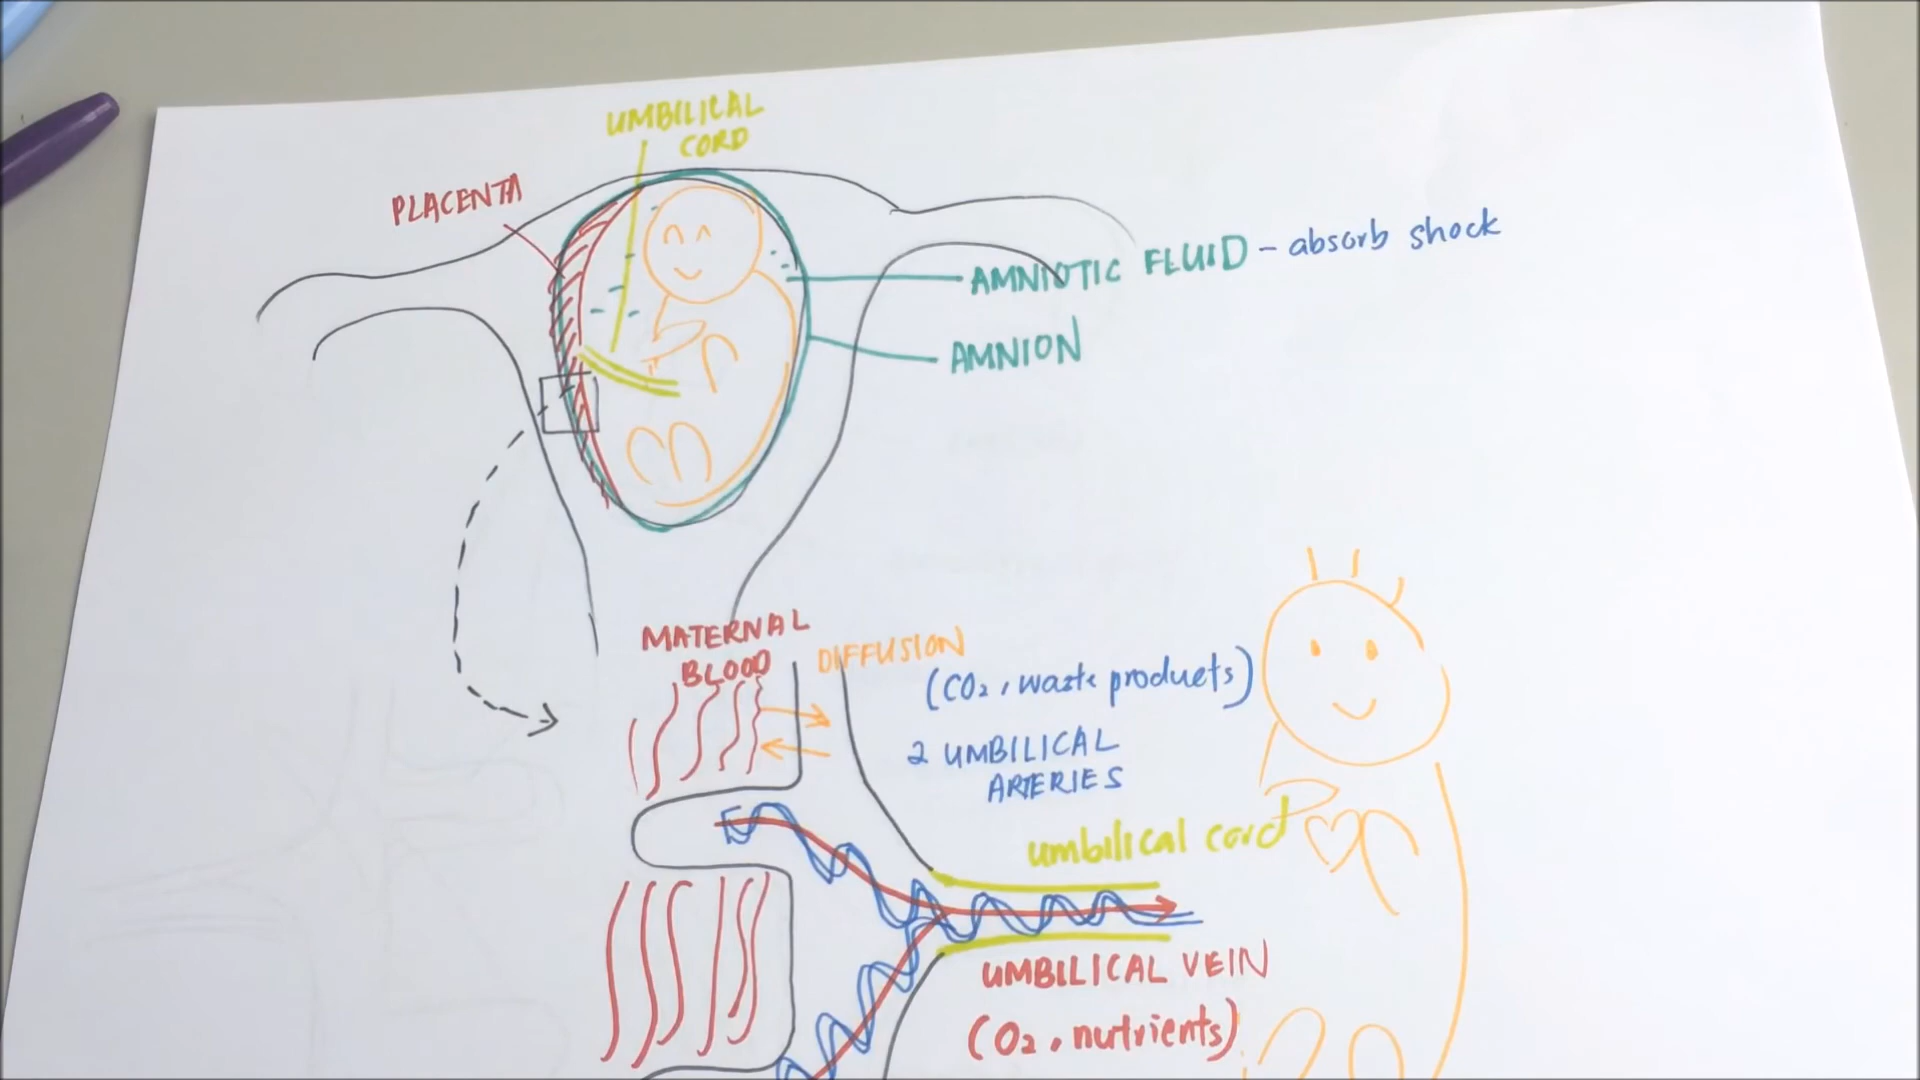 UMBILICAL
CORD
PLACENTA
AMNIOTIC FLUID - absorb shock
AMNION
MATERNAL
BLOOD
DIFFUSION
(CO₂, waste products)
2 UMBILICAL
ARTERIES
umbilical cord
UMBILICAL VEIN
(O₂, nutrients)